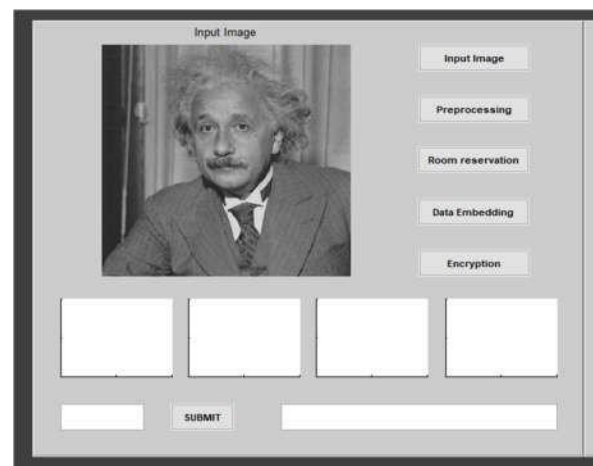 Input Image
Input Image
Preprocessing
Room reservation
Data Embedding
Encryption
SUBMIT